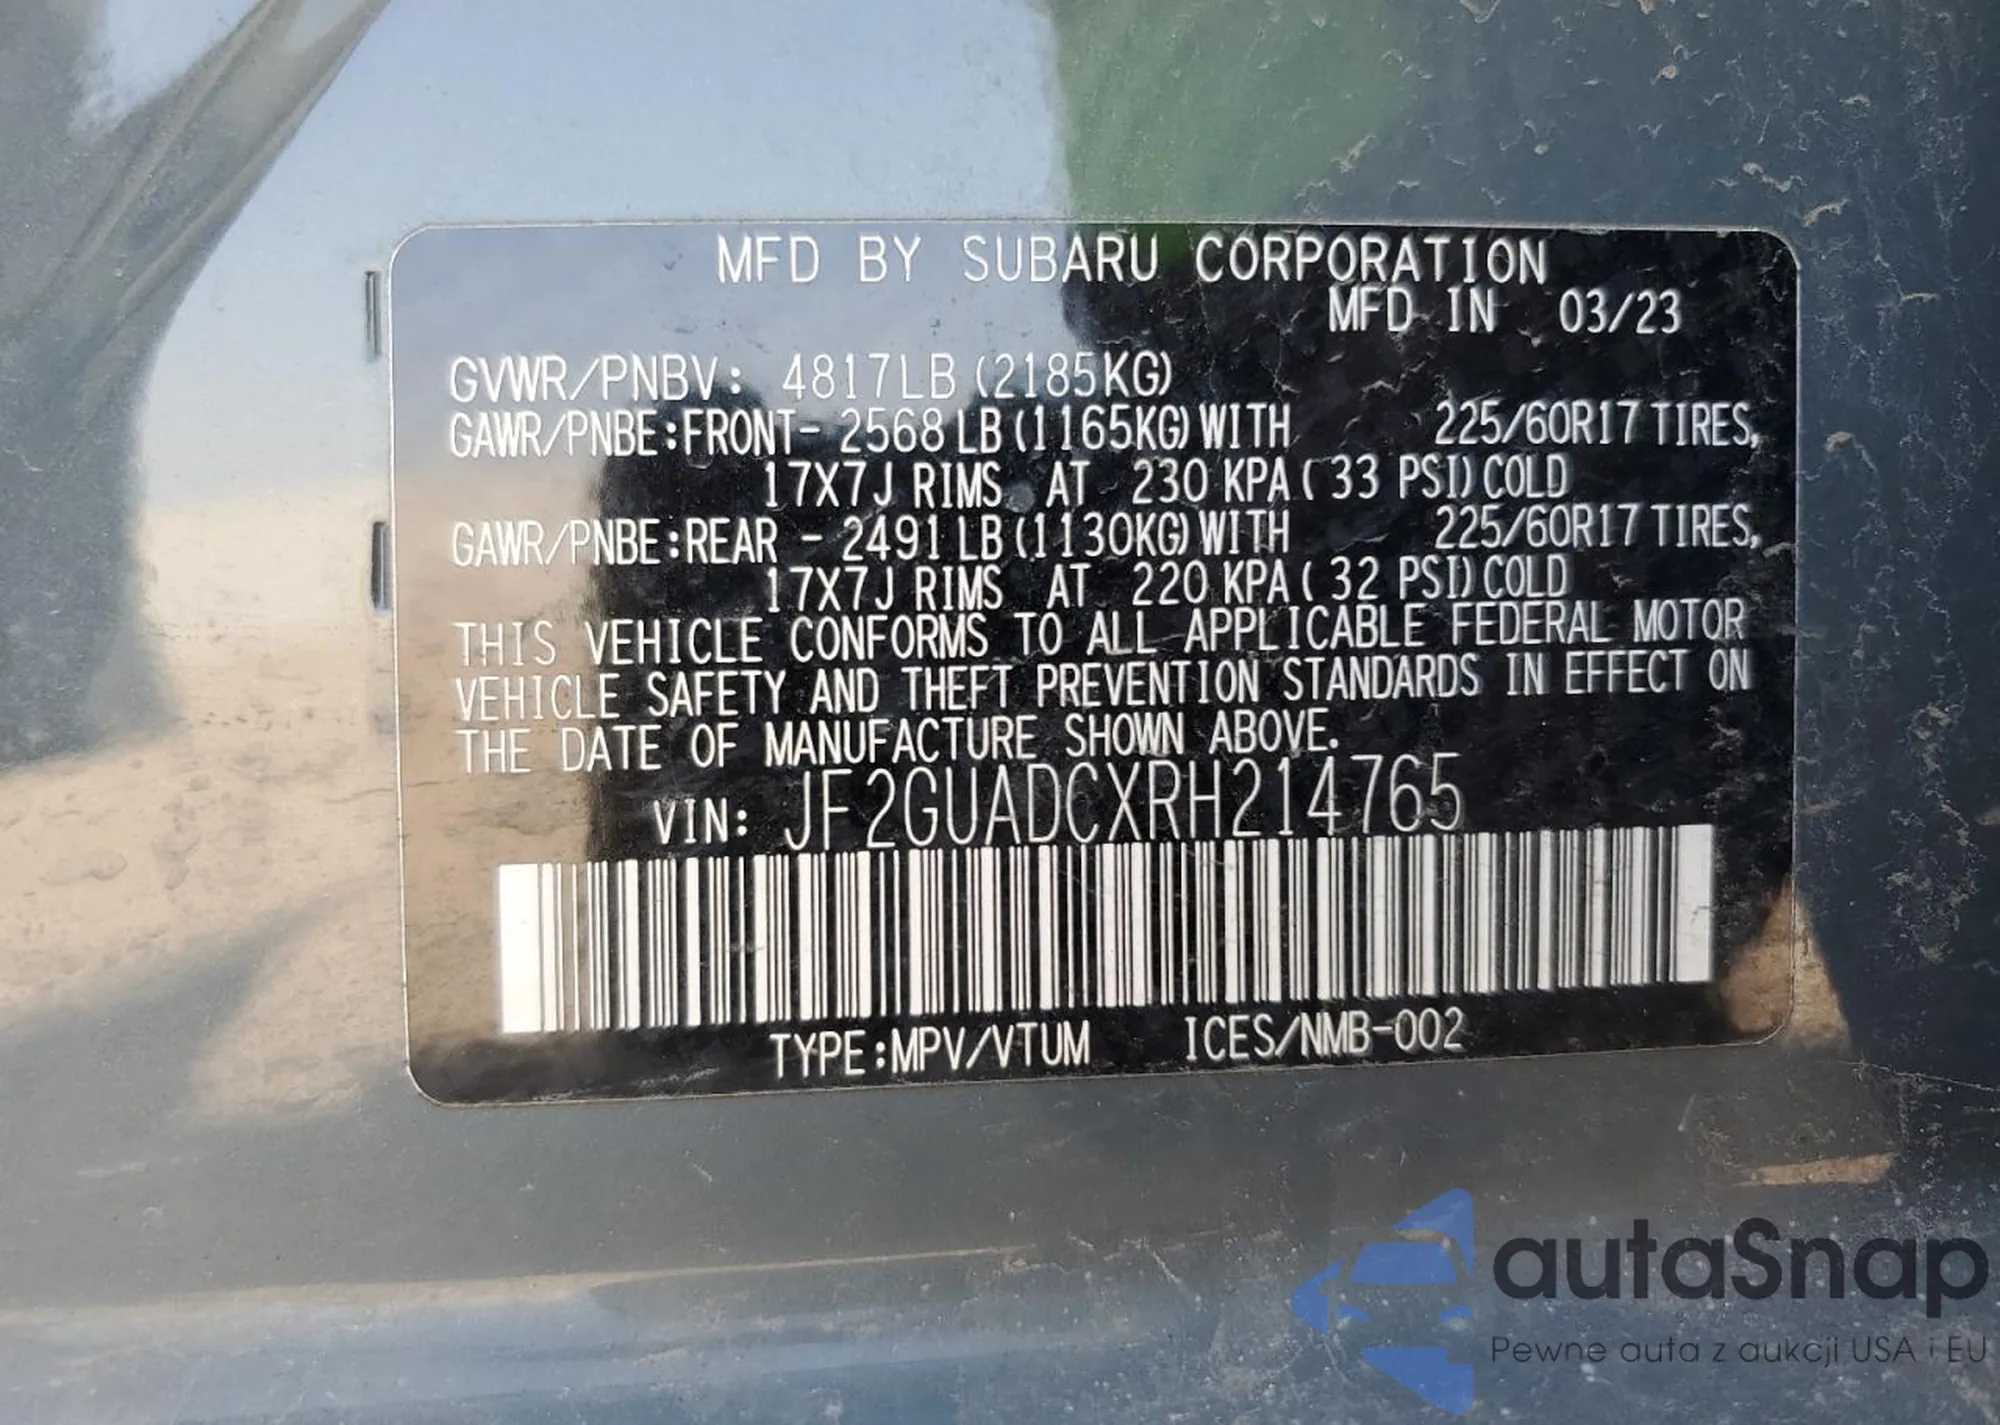 MFD BY SUBARU CORPORATION
MFD IN 03/23
GVWR/PNBV: 4817LB (2185KG)
GAWR/PNBE:FRONT- 2568 LB (1165KG) WITH 225/60R17 TIRES,
17X7J RIMS AT 230 KPA ( 33 PSI) COLD
GAWR/PNBE:REAR - 2491 LB (1130KG) WITH 225/60R17 TIRES,
17X7J RIMS AT 220 KPA ( 32 PSI) COLD
THIS VEHICLE CONFORMS TO ALL APPLICABLE FEDERAL MOTOR
VEHICLE SAFETY AND THEFT PREVENTION STANDARDS IN EFFECT ON
THE DATE OF MANUFACTURE SHOWN ABOVE.
VIN: JF2GUADCXRH214765
TYPE:MPV/VTUM ICES/NMB-002
autaSnap
Pewne auta z aukcji USA i EU